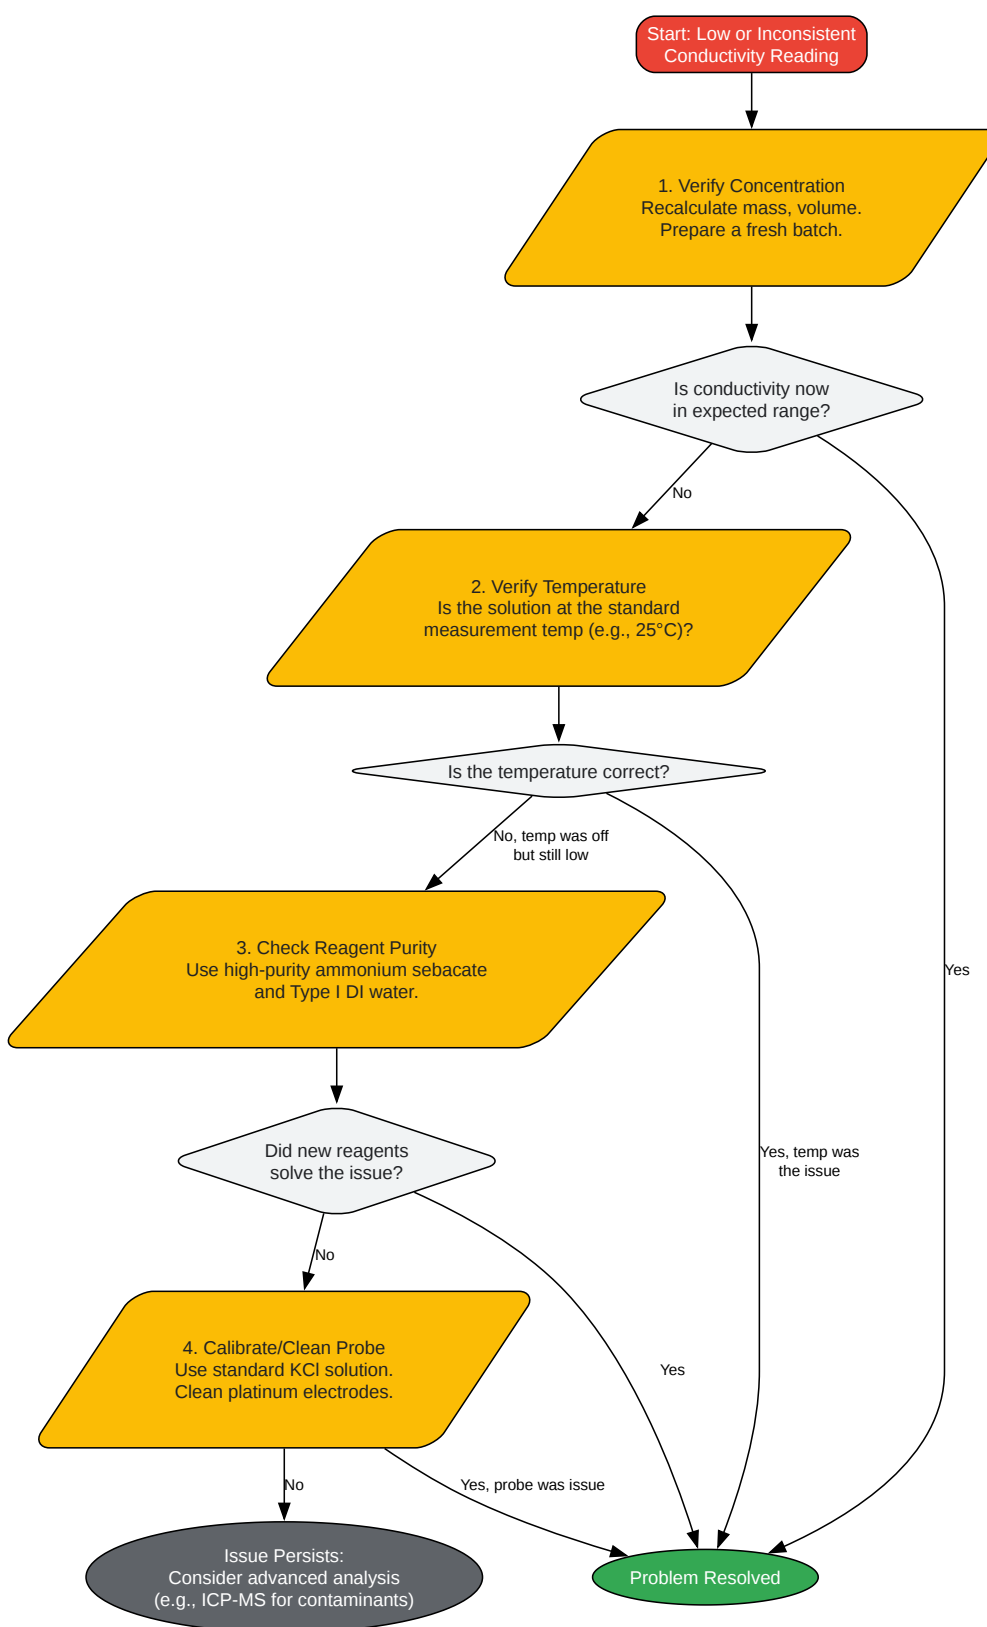 Start: Low or Inconsistent
Conductivity Reading
1. Verify Concentration
Recalculate mass, volume.
Prepare a fresh batch.
Is conductivity now
in expected range?
No
2. Verify Temperature
Is the solution at the standard
measurement temp (e.g., 25°C)?
Is the temperature correct?
No, temp was off
but still low
3. Check Reagent Purity
Use high-purity ammonium sebacate
and Type I DI water.
Yes
Did new reagents
solve the issue?
Yes, temp was
the issue
No
4. Calibrate/Clean Probe
Use standard KCl solution.
Clean platinum electrodes.
Yes
No
Yes, probe was issue
Issue Persists:
Consider advanced analysis
(e.g., ICP-MS for contaminants)
Problem Resolved